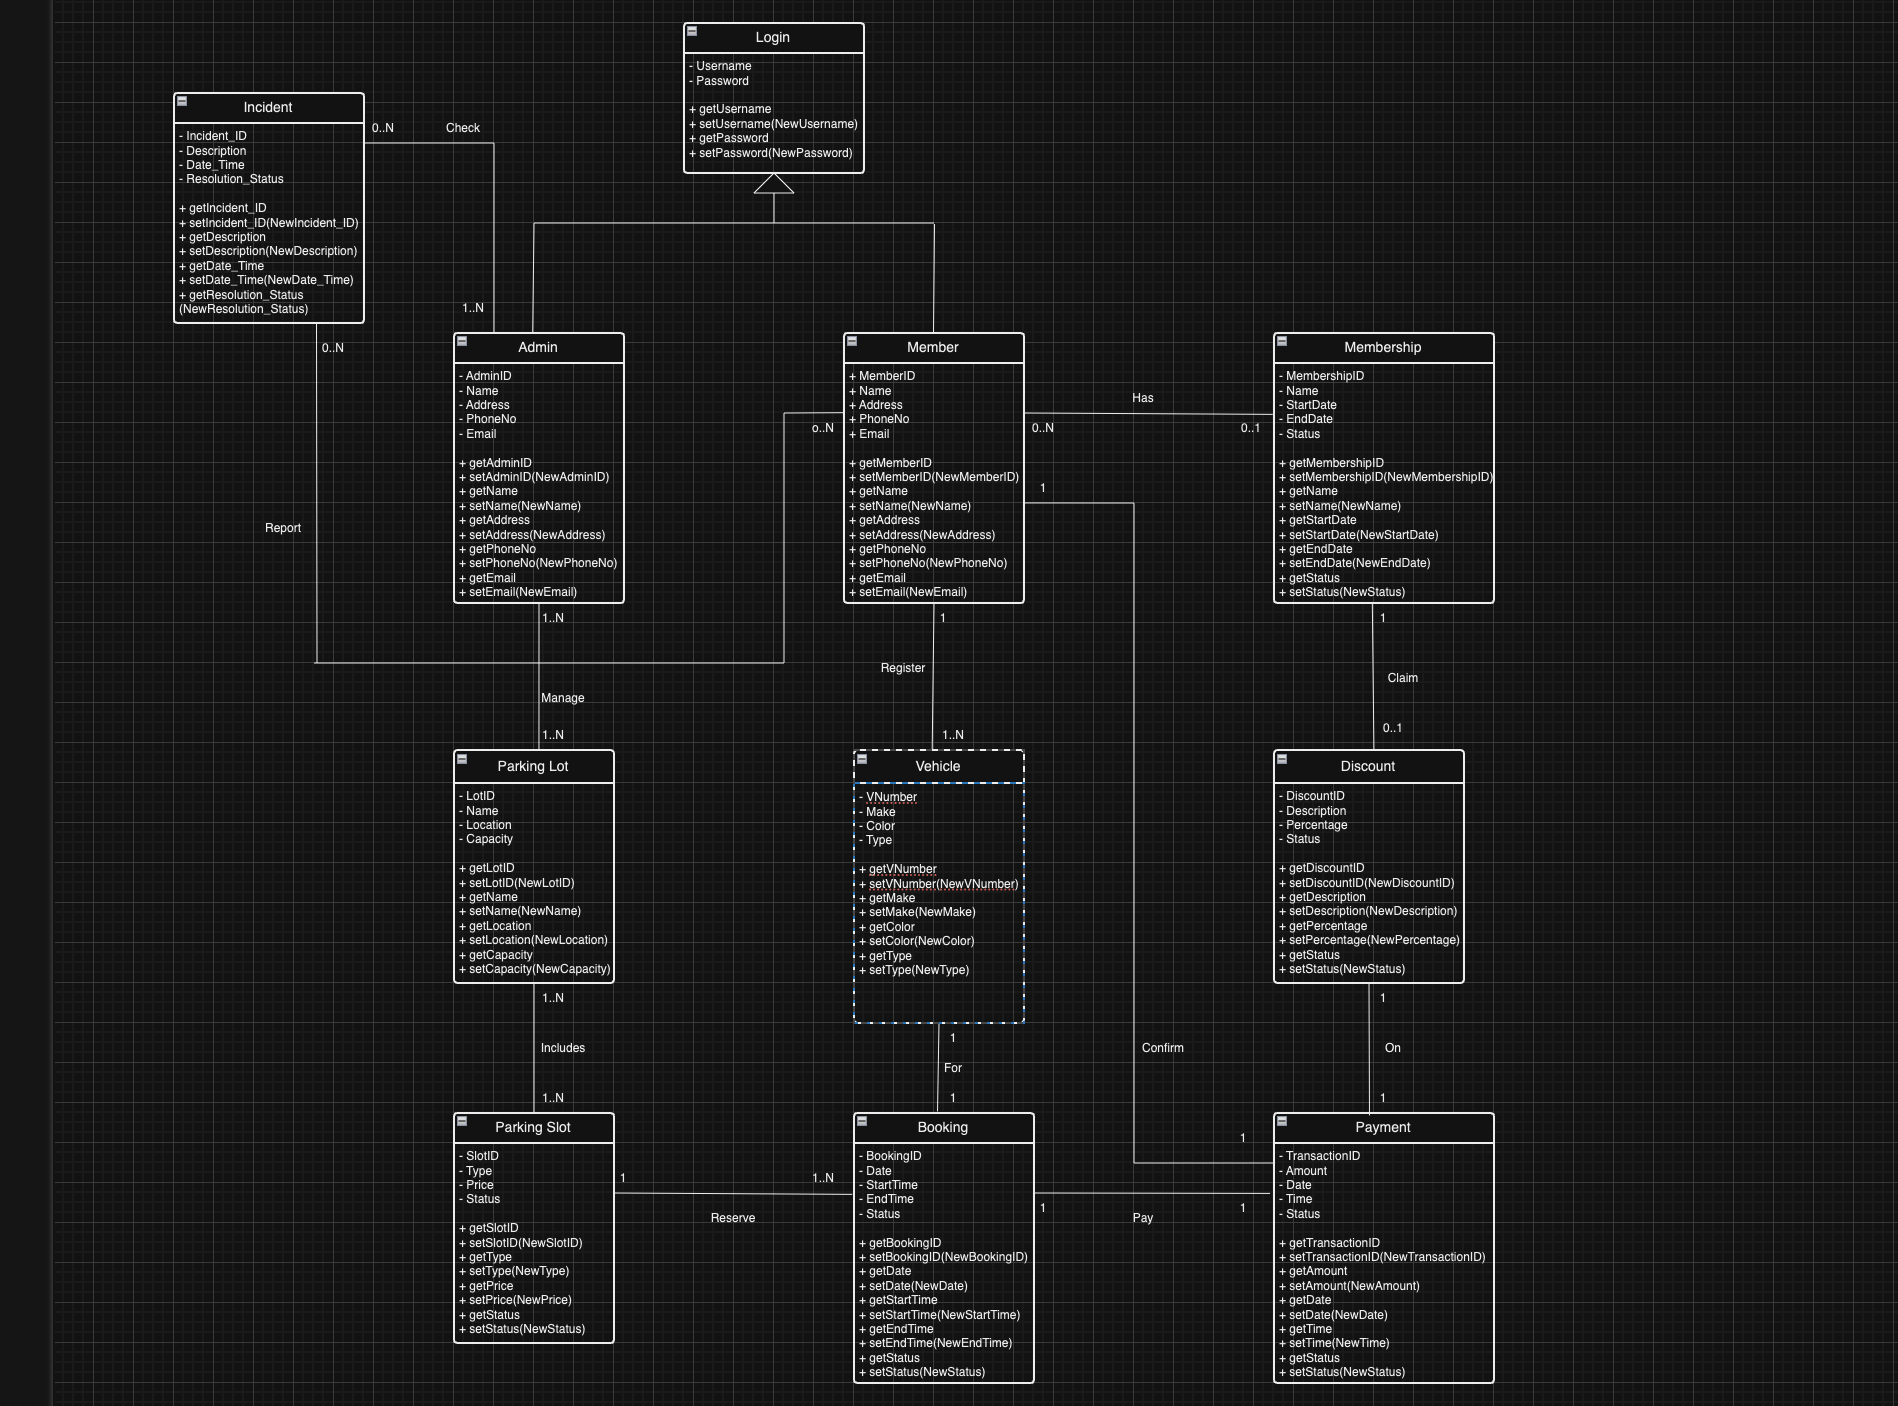 Login
- Username
- Password
+ getUsername
+ setUsername(NewUsername)
+ getPassword
+ setPassword(NewPassword)
Incident
- Incident_ID
- Description
- Date_Time
- Resolution_Status
+ getIncident_ID
+ setIncident_ID(NewIncident_ID)
+ getDescription
+ setDescription(NewDescription)
+ getDate_Time
+ setDate_Time(NewDate_Time)
+ getResolution_Status
(NewResolution_Status)
0..N
Check
1..N
0..N
Report
Admin
- AdminID
- Name
- Address
- PhoneNo
- Email
+ getAdminID
+ setAdminID(NewAdminID)
+ getName
+ setName(NewName)
+ getAddress
+ setAddress(NewAddress)
+ getPhoneNo
+ setPhoneNo(NewPhoneNo)
+ getEmail
+ setEmail(NewEmail)
o..N
Member
+ MemberID
+ Name
+ Address
+ PhoneNo
+ Email
+ getMemberID
+ setMemberID(NewMemberID)
+ getName
+ setName(NewName)
+ getAddress
+ setAddress(NewAddress)
+ getPhoneNo
+ setPhoneNo(NewPhoneNo)
+ getEmail
+ setEmail(NewEmail)
Has
0..N
0..1
1
Membership
- MembershipID
- Name
- StartDate
- EndDate
- Status
+ getMembershipID
+ setMembershipID(NewMembershipID)
+ getName
+ setName(NewName)
+ getStartDate
+ setStartDate(NewStartDate)
+ getEndDate
+ setEndDate(NewEndDate)
+ getStatus
+ setStatus(NewStatus)
1..N
Manage
1..N
1
Register
1..N
1
Claim
0..1
Parking Lot
- LotID
- Name
- Location
- Capacity
+ getLotID
+ setLotID(NewLotID)
+ getName
+ setName(NewName)
+ getLocation
+ setLocation(NewLocation)
+ getCapacity
+ setCapacity(NewCapacity)
Vehicle
- VNumber
- Make
- Color
- Type
+ getVNumber
+ setVNumber(NewVNumber)
+ getMake
+ setMake(NewMake)
+ getColor
+ setColor(NewColor)
+ getType
+ setType(NewType)
Discount
- DiscountID
- Description
- Percentage
- Status
+ getDiscountID
+ setDiscountID(NewDiscountID)
+ getDescription
+ setDescription(NewDescription)
+ getPercentage
+ setPercentage(NewPercentage)
+ getStatus
+ setStatus(NewStatus)
1..N
Includes
1..N
1
For
1
Confirm
1
1
On
1
Parking Slot
- SlotID
- Type
- Price
- Status
+ getSlotID
+ setSlotID(NewSlotID)
+ getType
+ setType(NewType)
+ getPrice
+ setPrice(NewPrice)
+ getStatus
+ setStatus(NewStatus)
1
1..N
Reserve
Booking
- BookingID
- Date
- StartTime
- EndTime
- Status
+ getBookingID
+ setBookingID(NewBookingID)
+ getDate
+ setDate(NewDate)
+ getStartTime
+ setStartTime(NewStartTime)
+ getEndTime
+ setEndTime(NewEndTime)
+ getStatus
+ setStatus(NewStatus)
1
1
Pay
Payment
- TransactionID
- Amount
- Date
- Time
- Status
+ getTransactionID
+ setTransactionID(NewTransactionID)
+ getAmount
+ setAmount(NewAmount)
+ getDate
+ setDate(NewDate)
+ getTime
+ setTime(NewTime)
+ getStatus
+ setStatus(NewStatus)